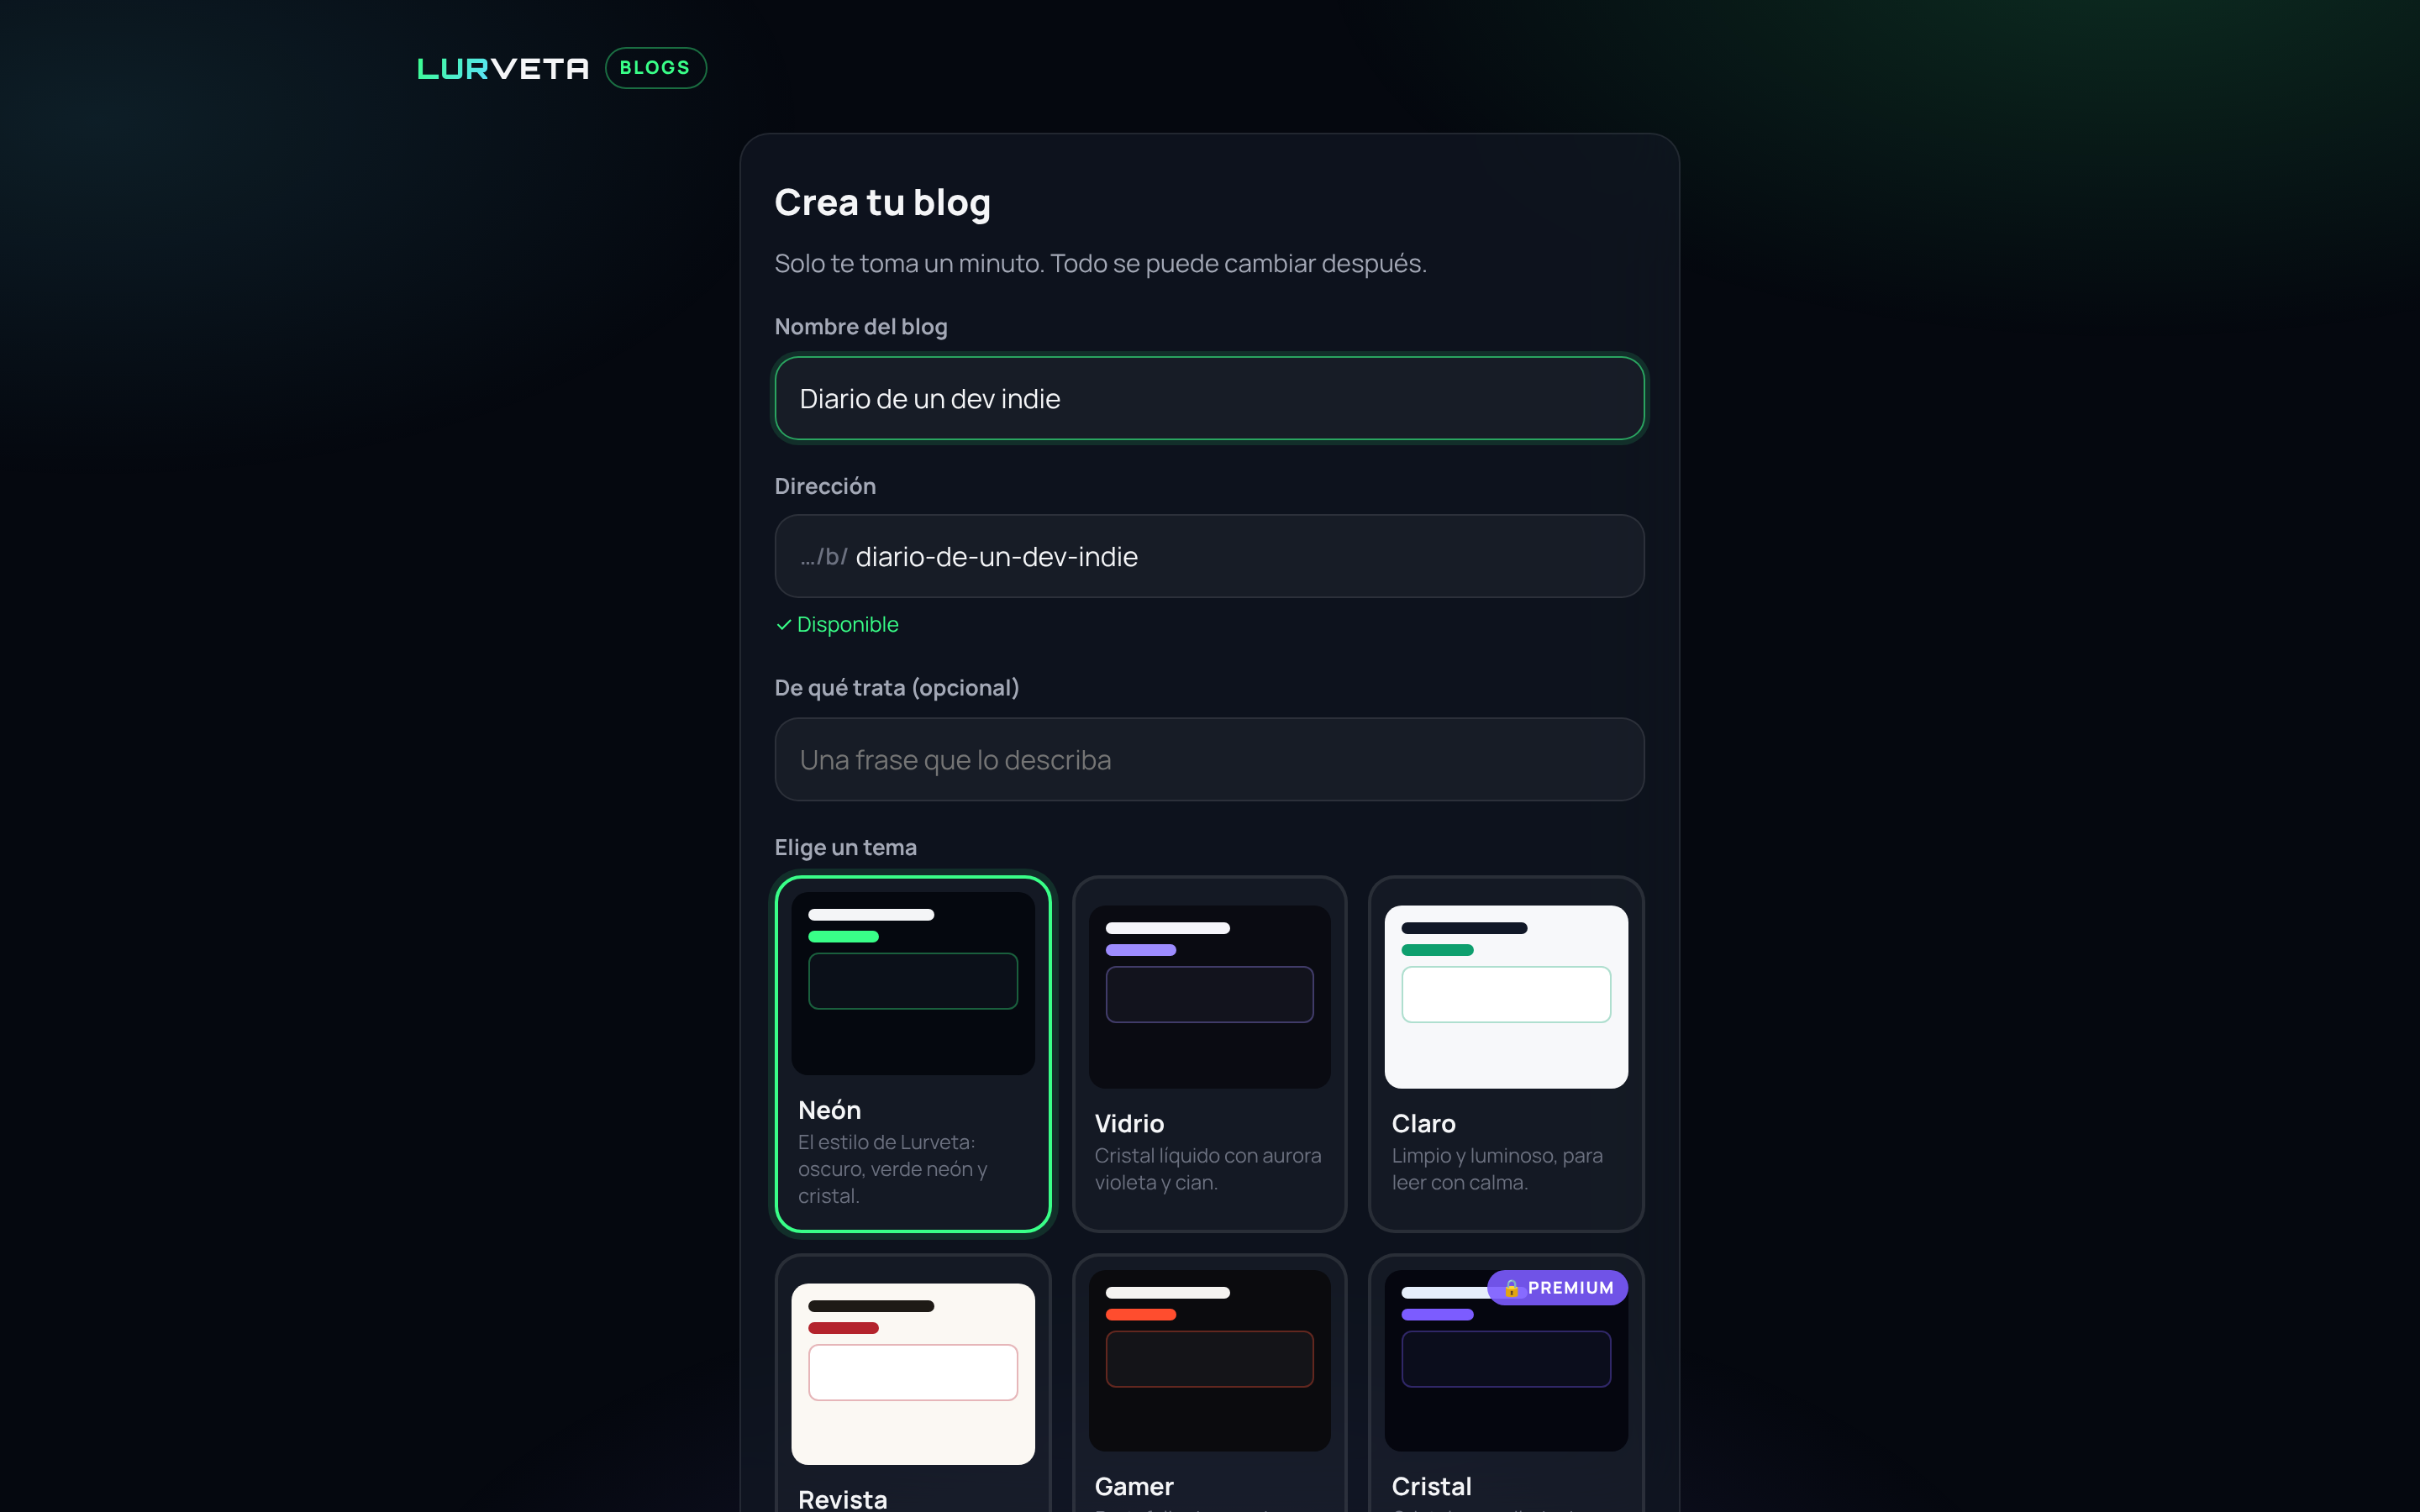 LURVETA BLOGS
Crea tu blog
Solo te toma un minuto. Todo se puede cambiar después.
Nombre del blog
Diario de un dev indie
Dirección
…/b/ diario-de-un-dev-indie
✓ Disponible
De qué trata (opcional)
Una frase que lo describa
Elige un tema
Neón
El estilo de Lurveta:
oscuro, verde neón y
cristal.
Vidrio
Cristal líquido con aurora
violeta y cian.
Claro
Limpio y luminoso, para
leer con calma.
Revista
Gamer
🔒 PREMIUM
Cristal